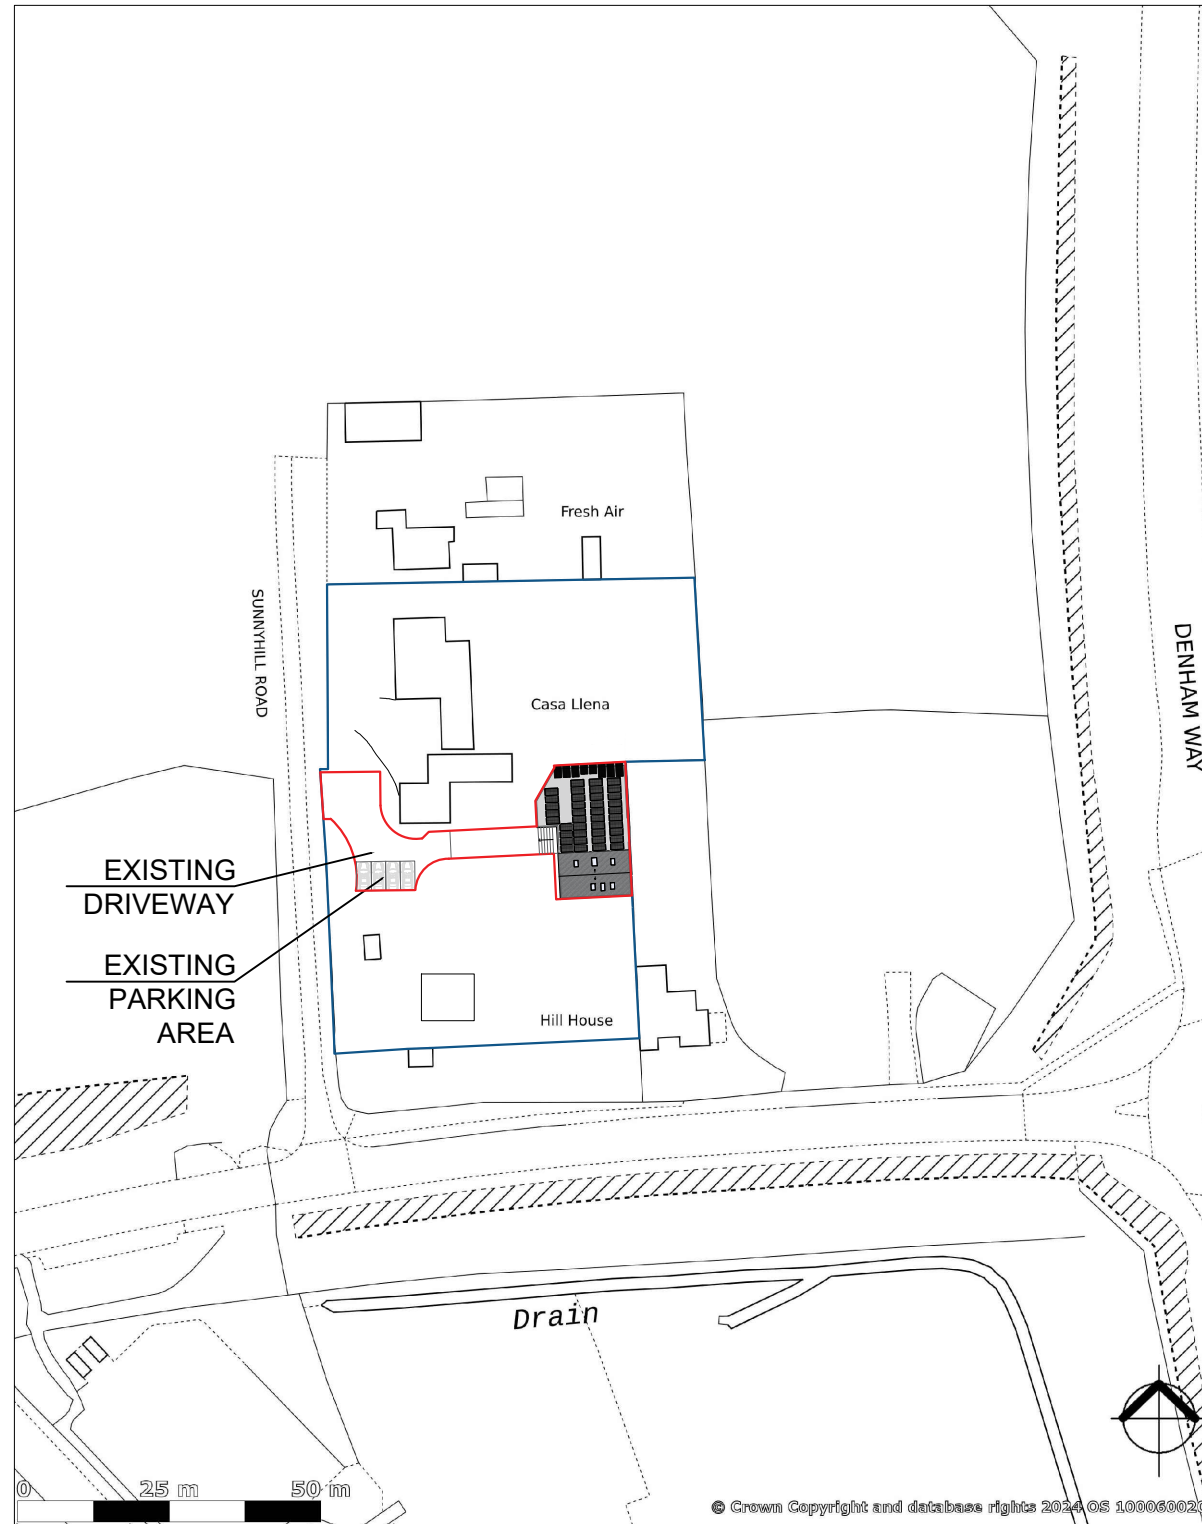 Fresh Air
SUNNYHILL ROAD
DENHAM WAY
Casa Llena
EXISTING
DRIVEWAY
EXISTING
PARKING
AREA
Hill House
Drain
0 25 m 50 m
© Crown Copyright and database rights 2024 OS 100060020